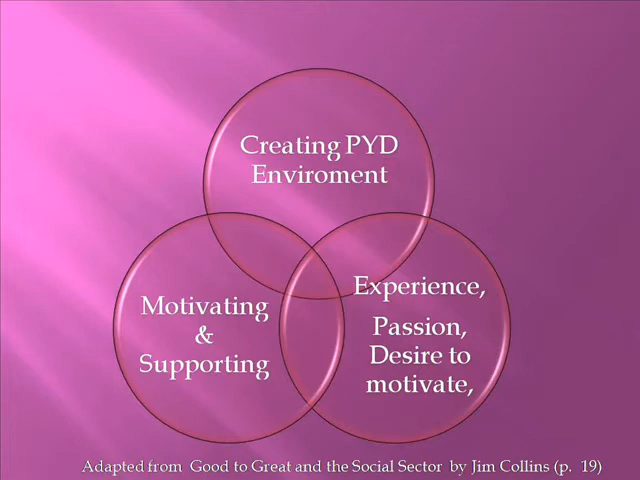 Creating PYD
Enviroment
Motivating
&
Supporting
Experience,
Passion,
Desire to
motivate,
Adapted from  Good to Great and the Social Sector  by Jim Collins (p.  19)